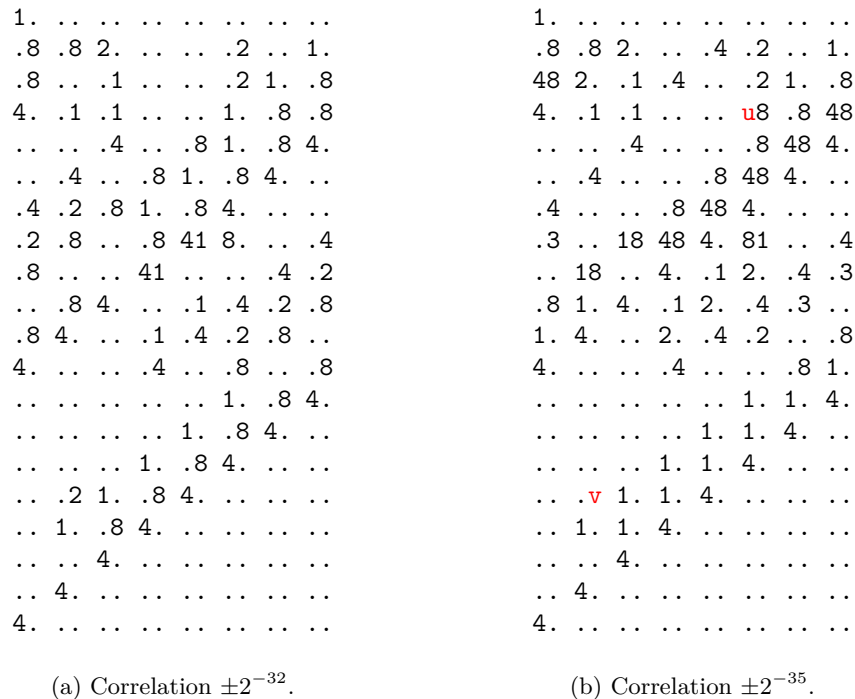 1. .. .. .. .. .. .. ..
.8 .8 2. .. .. .2 .. 1.
.8 .. .1 .. .. .2 1. .8
4. .1 .1 .. .. 1. .8 .8
.. .. .4 .. .8 1. .8 4.
.. .4 .. .8 1. .8 4. ..
.4 .2 .8 1. .8 4. .. ..
.2 .8 .. .8 41 8. .. .4
.8 .. .. 41 .. .. .4 .2
.. .8 4. .. .1 .4 .2 .8
.8 4. .. .1 .4 .2 .8 ..
4. .. .. .4 .. .8 .. .8
.. .. .. .. .. 1. .8 4.
.. .. .. .. 1. .8 4. ..
.. .. .. 1. .8 4. .. ..
.. .2 1. .8 4. .. .. ..
.. 1. .8 4. .. .. .. ..
.. .. 4. .. .. .. .. ..
.. 4. .. .. .. .. .. ..
4. .. .. .. .. .. .. ..
(a) Correlation ±2⁻³².
1. .. .. .. .. .. .. ..
.8 .8 2. .. .4 .2 .. 1.
48 2. .1 .4 .. .2 1. .8
4. .1 .1 .. .. u8 .8 48
.. .. .4 .. .. .8 48 4.
.. .4 .. .. .8 48 4. ..
.4 .. .. .8 48 4. .. ..
.3 .. 18 48 4. 81 .. .4
.. 18 .. 4. .1 2. .4 .3
.8 1. 4. .1 2. .4 .3 ..
1. 4. .. 2. .4 .2 .. .8
4. .. .. .4 .. .. .8 1.
.. .. .. .. .. 1. 1. 4.
.. .. .. .. 1. 1. 4. ..
.. .. .. 1. 1. 4. .. ..
.. .v 1. 1. 4. .. .. ..
.. 1. 1. 4. .. .. .. ..
.. .. 4. .. .. .. .. ..
.. 4. .. .. .. .. .. ..
4. .. .. .. .. .. .. ..
(b) Correlation ±2⁻³⁵.